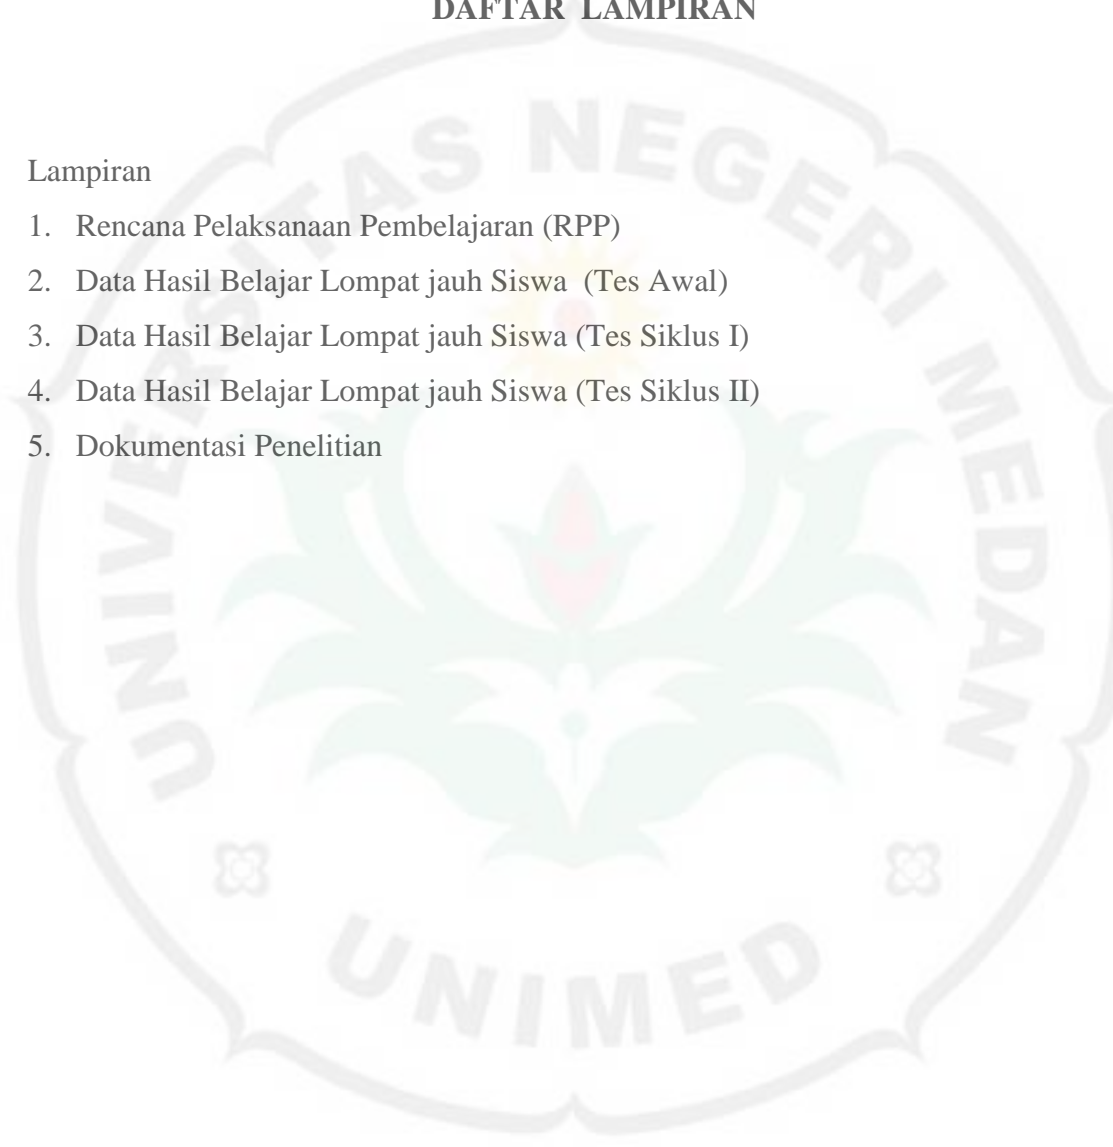 DAFTAR LAMPIRAN
Lampiran
1. Rencana Pelaksanaan Pembelajaran (RPP)
2. Data Hasil Belajar Lompat jauh Siswa (Tes Awal)
3. Data Hasil Belajar Lompat jauh Siswa (Tes Siklus I)
4. Data Hasil Belajar Lompat jauh Siswa (Tes Siklus II)
5. Dokumentasi Penelitian
UNIVERSITAS NEGERI MEDAN
UNIMED